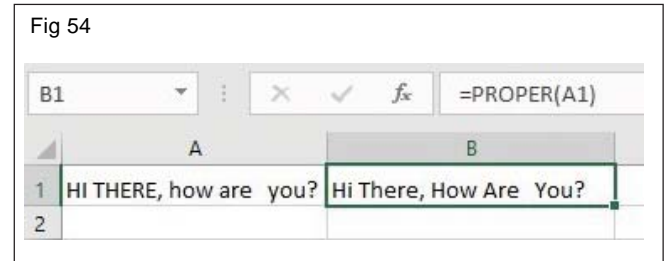 Fig 54
B1 fx =PROPER(A1)
A B
1 HI THERE, how are  you? Hi There, How Are  You?
2